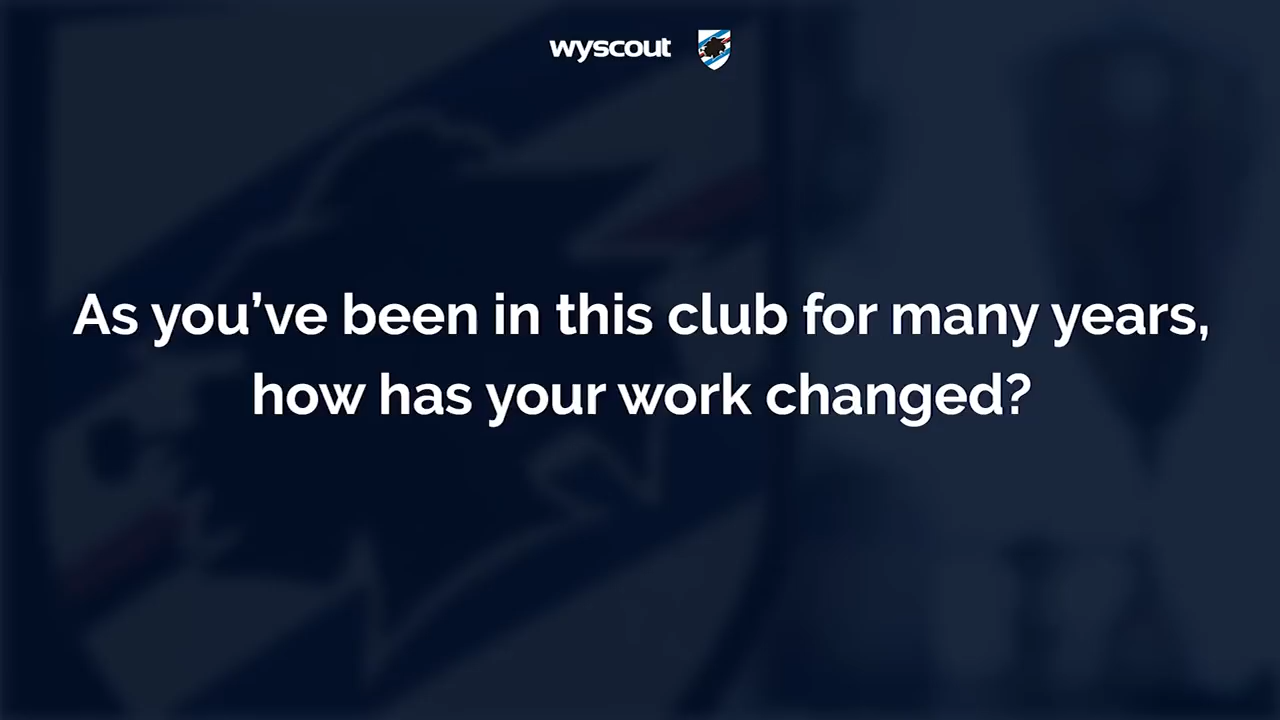 wyscout
As you’ve been in this club for many years,
how has your work changed?